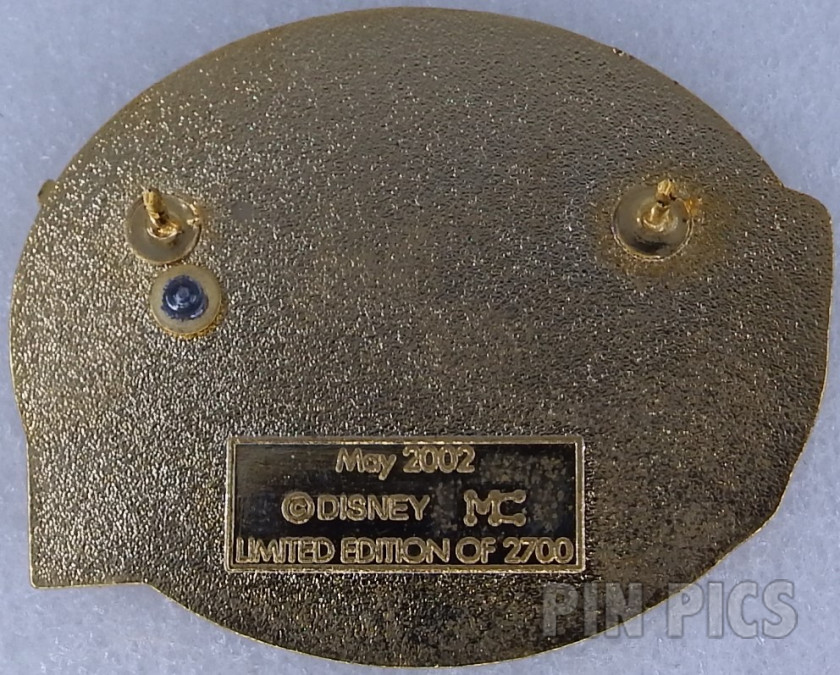 May 2002
© DISNEY MC
LIMITED EDITION OF 2700
PIN PICS